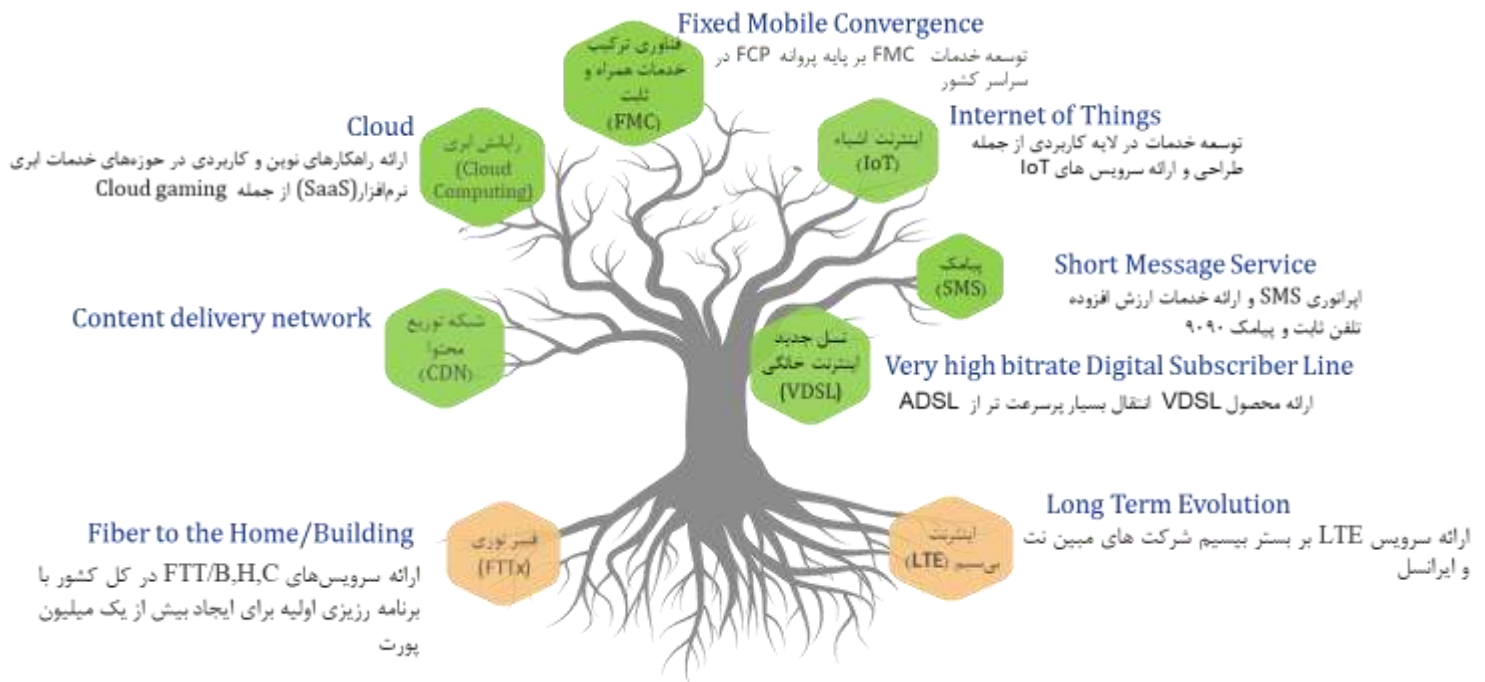 Fixed Mobile Convergence
توسعه خدمات FMC بر پایه پروانه FCP در
سراسر کشور
فناوری ترکیب
خدمات همراه و
ثابت
(FMC)
Internet of Things
توسعه خدمات در لایه کاربردی از جمله
طراحی و ارائه سرویس های IoT
اینترنت اشیاء
(IoT)
Cloud
ارائه راهکارهای نوین و کاربردی در حوزه‌های خدمات ابری
نرم‌افزار(SaaS) از جمله Cloud gaming
رایانش ابری
(Cloud
Computing)
Short Message Service
اپراتوری SMS و ارائه خدمات ارزش افزوده
تلفن ثابت و پیامک ۹۰۹۰
پیامک
(SMS)
Content delivery network
شبکه توزیع
محتوا
(CDN)
نسل جدید
اینترنت خانگی
(VDSL)
Very high bitrate Digital Subscriber Line
ارائه محصول VDSL انتقال بسیار پرسرعت تر از ADSL
Long Term Evolution
ارائه سرویس LTE بر بستر بیسیم شرکت های مبین نت
و ایرانسل
اینترنت
بی‌سیم (LTE)
Fiber to the Home/Building
ارائه سرویس‌های FTT/B,H,C در کل کشور با
برنامه رزیزی اولیه برای ایجاد بیش از یک میلیون
پورت
فیبر نوری
(FTTx)